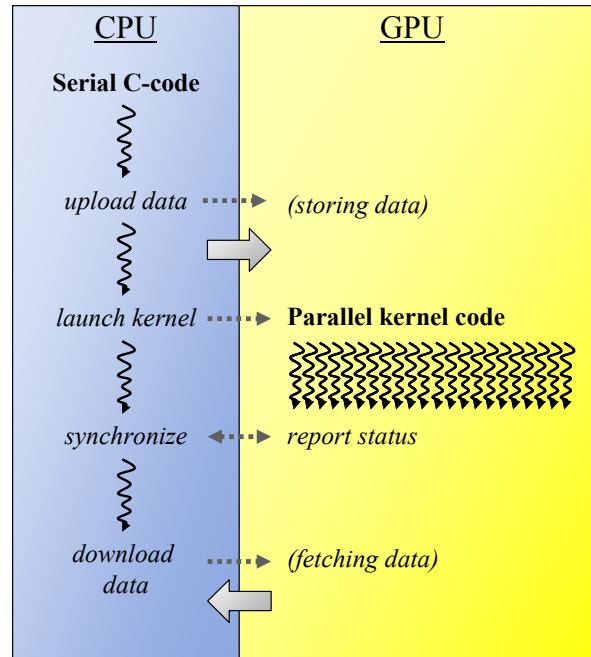 CPU
GPU
Serial C-code
upload data
(storing data)
launch kernel
Parallel kernel code
synchronize
report status
download
data
(fetching data)